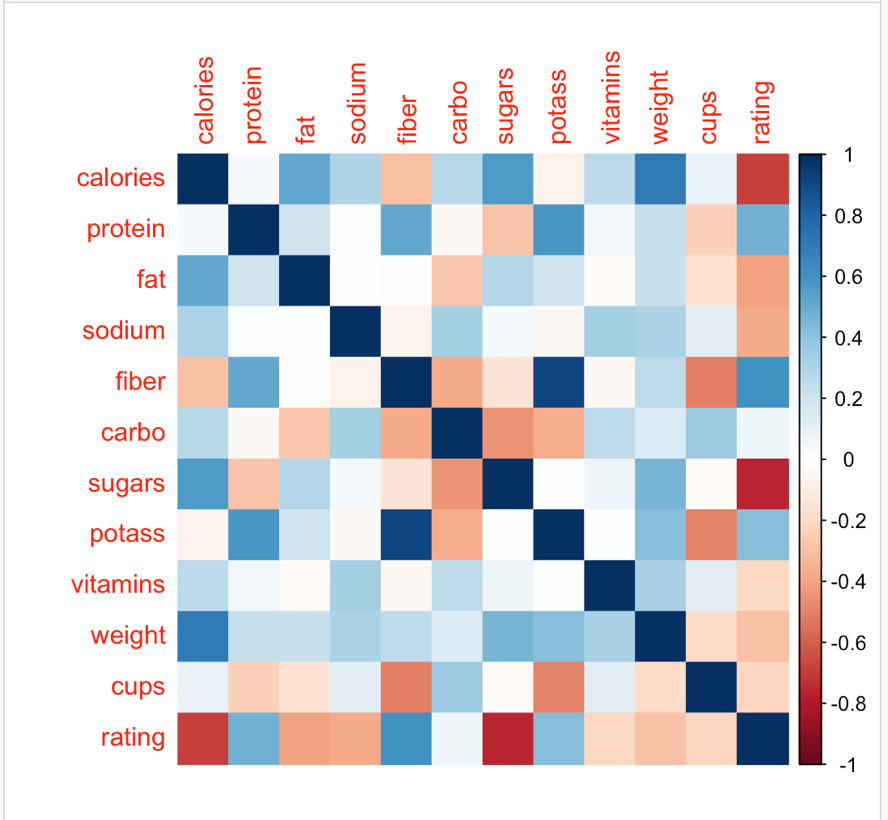 calories protein fat sodium fiber carbo sugars potass vitamins weight cups rating
calories
protein
fat
sodium
fiber
carbo
sugars
potass
vitamins
weight
cups
rating
1
0.8
0.6
0.4
0.2
0
-0.2
-0.4
-0.6
-0.8
-1